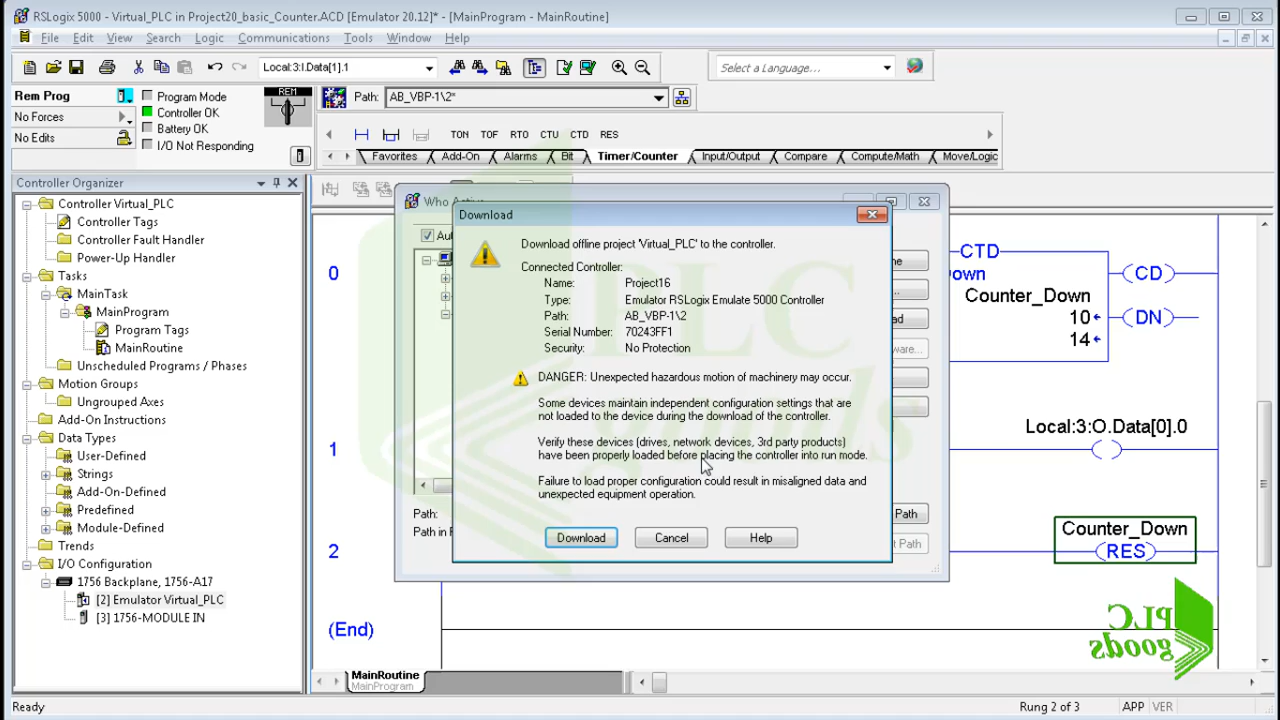 RSLogix 5000 - Virtual_PLC in Project20_basic_Counter.ACD [Emulator 20.12]* - [MainProgram - MainRoutine]
File Edit View Search Logic Communications Tools Window Help
Local:3:I.Data[1].1
Select a Language...
Rem Prog
No Forces
No Edits
Program Mode
Controller OK
Battery OK
I/O Not Responding
REM
Path: AB_VBP-1\2*
TON TOF RTO CTU CTD RES
Favorites Add-On Alarms Bit Timer/Counter Input/Output Compare Compute/Math Move/Logic
Controller Organizer
Controller Virtual_PLC
Controller Tags
Controller Fault Handler
Power-Up Handler
Tasks
MainTask
MainProgram
Program Tags
MainRoutine
Unscheduled Programs / Phases
Motion Groups
Ungrouped Axes
Add-On Instructions
Data Types
User-Defined
Strings
Add-On-Defined
Predefined
Module-Defined
Trends
I/O Configuration
1756 Backplane, 1756-A17
[2] Emulator Virtual_PLC
[3] 1756-MODULE IN
Who Active
Path:
Download
Download offline project 'Virtual_PLC' to the controller.
Connected Controller:
Name: Project16
Type: Emulator RSLogix Emulate 5000 Controller
Path: AB_VBP-1\2
Serial Number: 70243FF1
Security: No Protection
DANGER: Unexpected hazardous motion of machinery may occur.
Some devices maintain independent configuration settings that are
not loaded to the device during the download of the controller.
Verify these devices (drives, network devices, 3rd party products)
have been properly loaded before placing the controller into run mode.
Failure to load proper configuration could result in misaligned data and
unexpected equipment operation.
Download Cancel Help
Path
0
CTD
Counter_Down
10
14
CD
DN
1
Local:3:O.Data[0].0
2
Counter_Down
RES
(End)
PLC
goods
MainRoutine
MainProgram
Ready
Rung 2 of 3
APP
VER